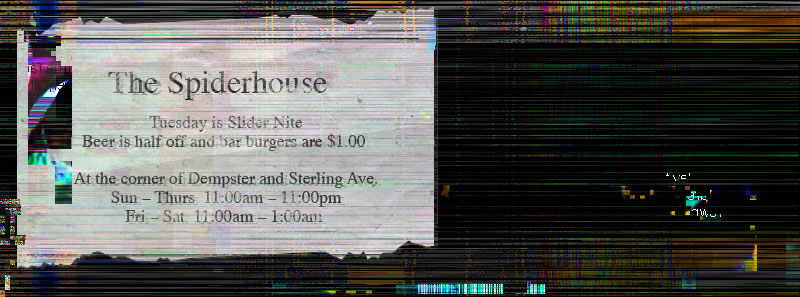 The Spiderhouse
Tuesday is Slider Nite
Beer is half off and bar burgers are $1.00
At the corner of Dempster and Sterling Ave.
Sun – Thurs 11:00am – 11:00pm
Fri – Sat 11:00am – 1:00am